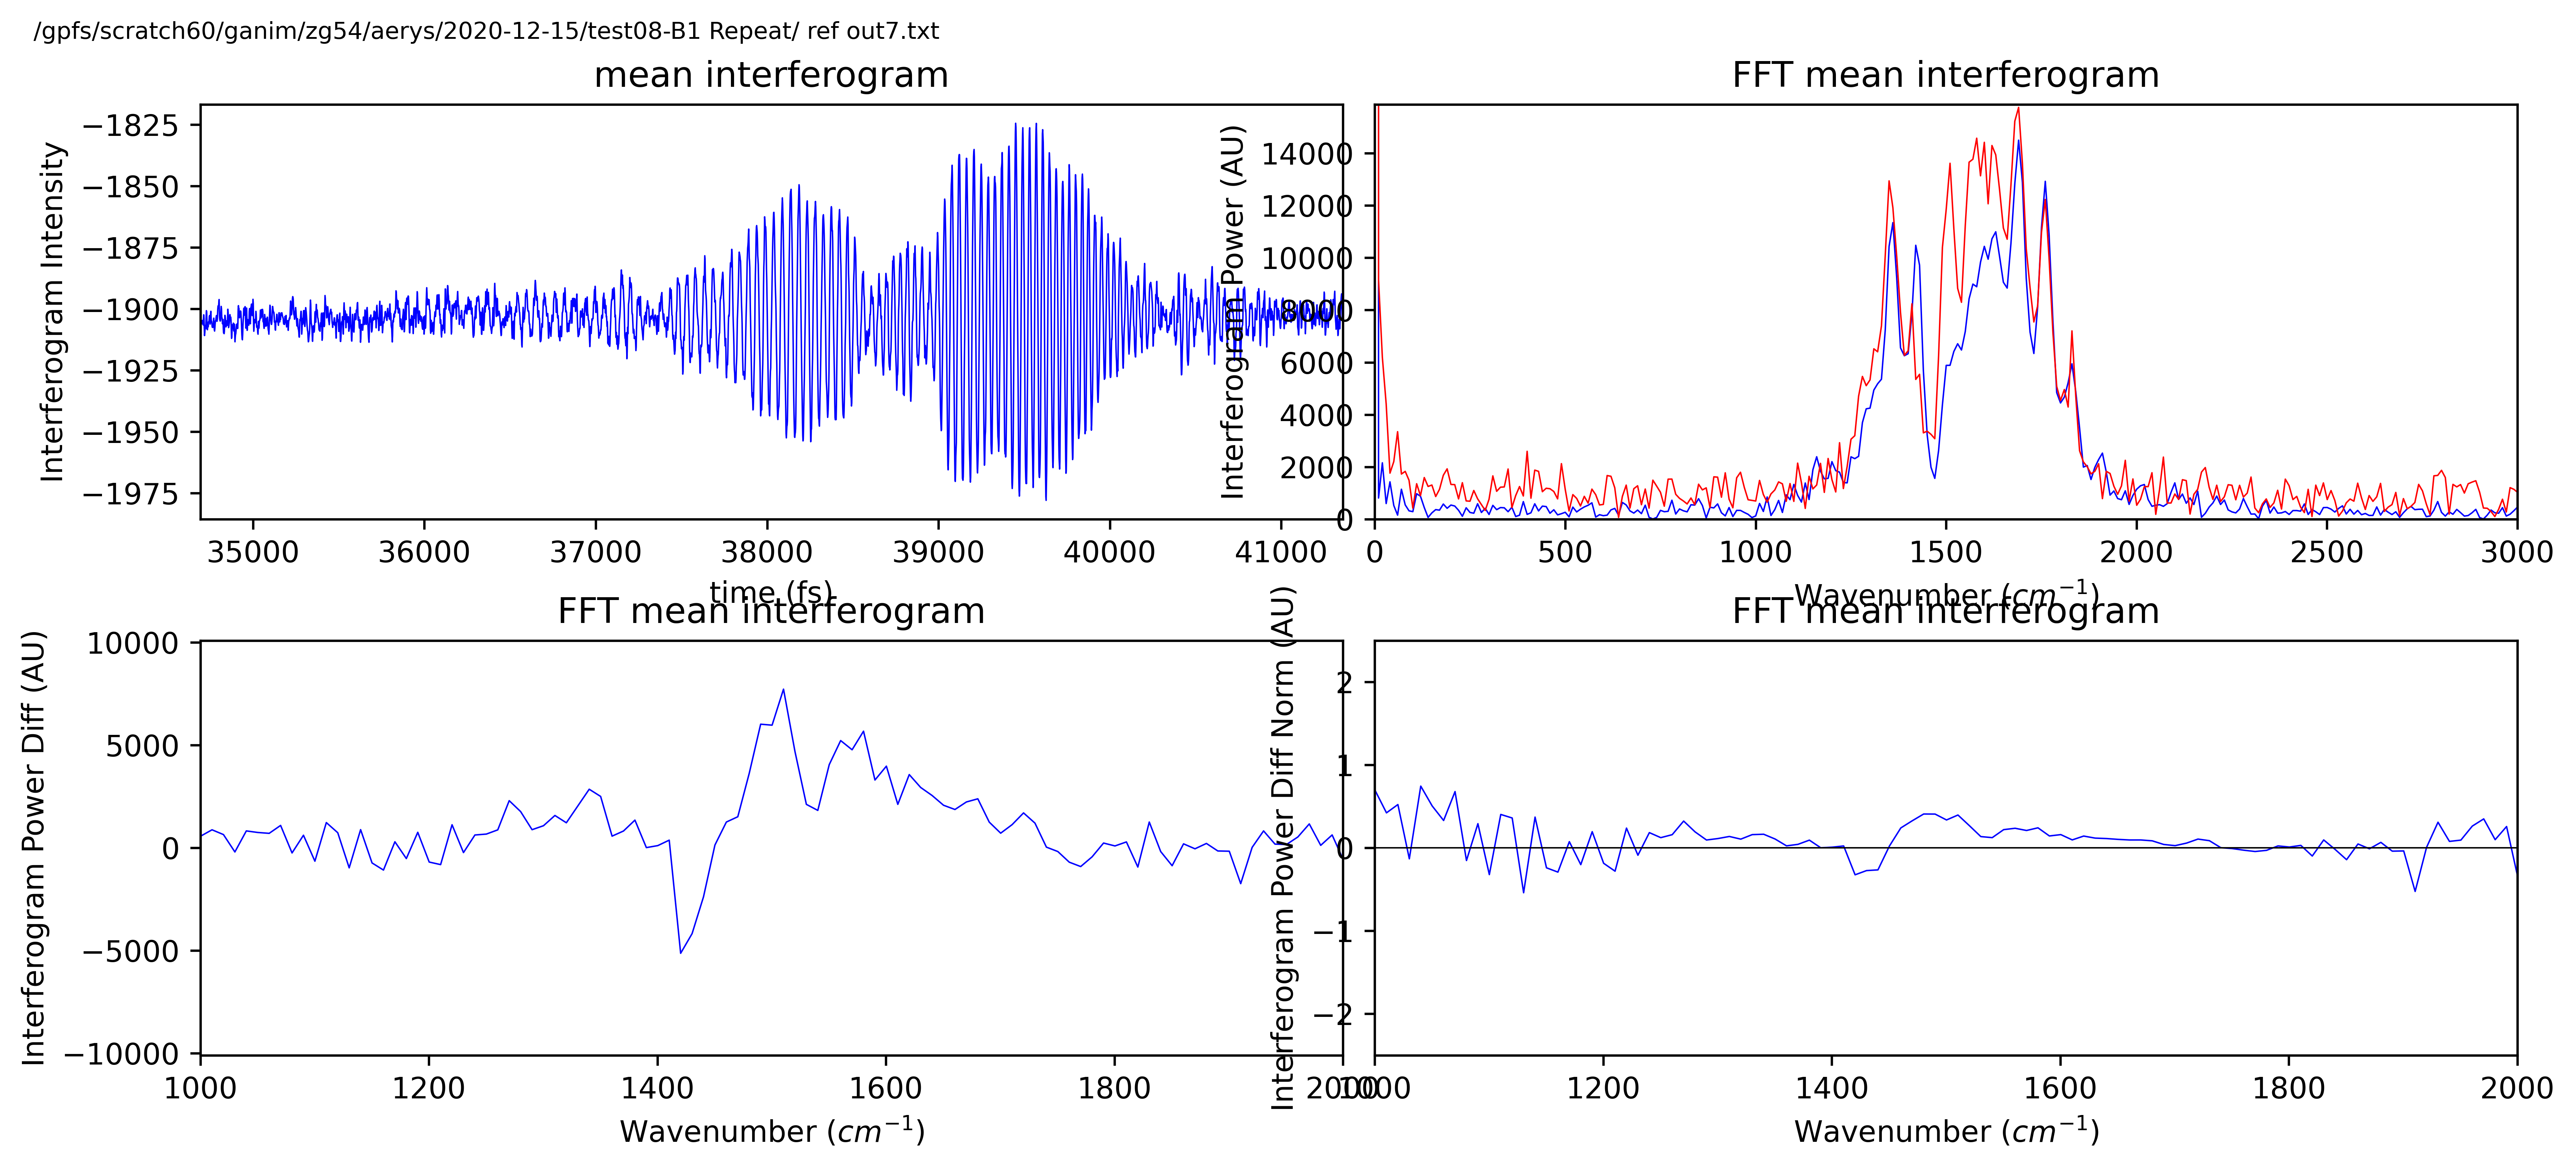 /gpfs/scratch60/ganim/zg54/aerys/2020-12-15/test08-B1 Repeat/ ref out7.txt
mean interferogram
Interferogram Intensity
−1825
−1850
−1875
−1900
−1925
−1950
−1975
35000 36000 37000 38000 39000 40000 41000
time (fs)
FFT mean interferogram
Interferogram Power (AU)
14000
12000
10000
8000
6000
4000
2000
0
0 500 1000 1500 2000 2500 3000
Wavenumber (cm⁻¹)
FFT mean interferogram
Interferogram Power Diff (AU)
10000
5000
0
−5000
−10000
1000 1200 1400 1600 1800 2000
Wavenumber (cm⁻¹)
FFT mean interferogram
Interferogram Power Diff Norm (AU)
2
1
0
−1
−2
1000 1200 1400 1600 1800 2000
Wavenumber (cm⁻¹)